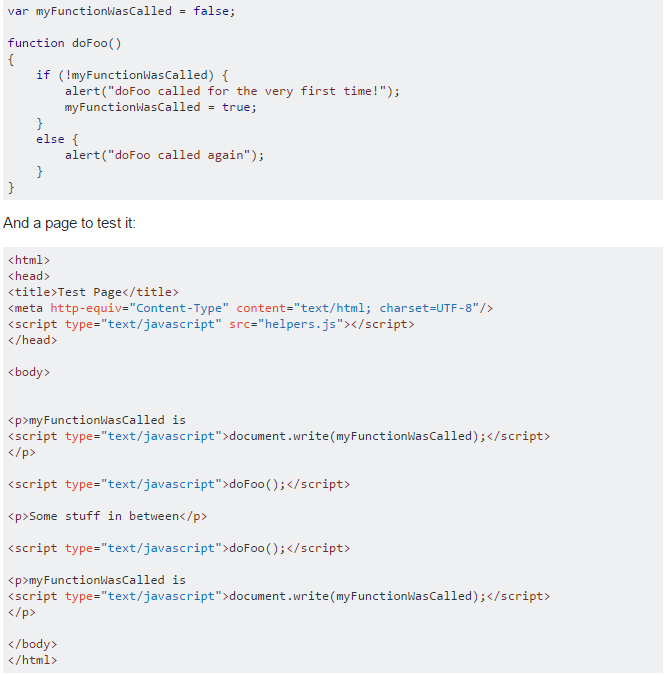 var myFunctionWasCalled = false;
function doFoo()
{
if (!myFunctionWasCalled) {
alert("doFoo called for the very first time!");
myFunctionWasCalled = true;
}
else {
alert("doFoo called again");
}
}
And a page to test it:
<html>
<head>
<title>Test Page</title>
<meta http-equiv="Content-Type" content="text/html; charset=UTF-8"/>
<script type="text/javascript" src="helpers.js"></script>
</head>
<body>
<p>myFunctionWasCalled is
<script type="text/javascript">document.write(myFunctionWasCalled);</script>
</p>
<script type="text/javascript">doFoo();</script>
<p>Some stuff in between</p>
<script type="text/javascript">doFoo();</script>
<p>myFunctionWasCalled is
<script type="text/javascript">document.write(myFunctionWasCalled);</script>
</p>
</body>
</html>